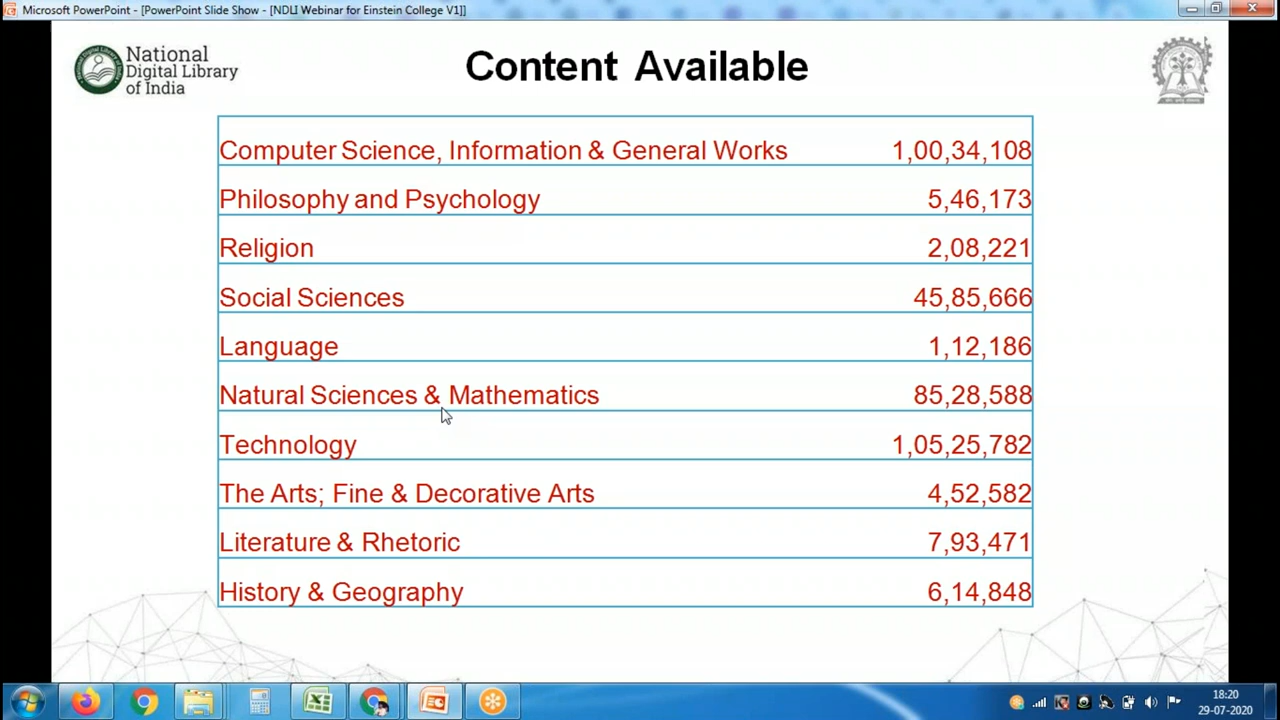 Microsoft PowerPoint - [PowerPoint Slide Show - [NDLI Webinar for Einstein College V1]]
National
Digital Library
of India
Content Available
Computer Science, Information & General Works 1,00,34,108
Philosophy and Psychology 5,46,173
Religion 2,08,221
Social Sciences 45,85,666
Language 1,12,186
Natural Sciences & Mathematics 85,28,588
Technology 1,05,25,782
The Arts; Fine & Decorative Arts 4,52,582
Literature & Rhetoric 7,93,471
History & Geography 6,14,848
18:20
29-07-2020